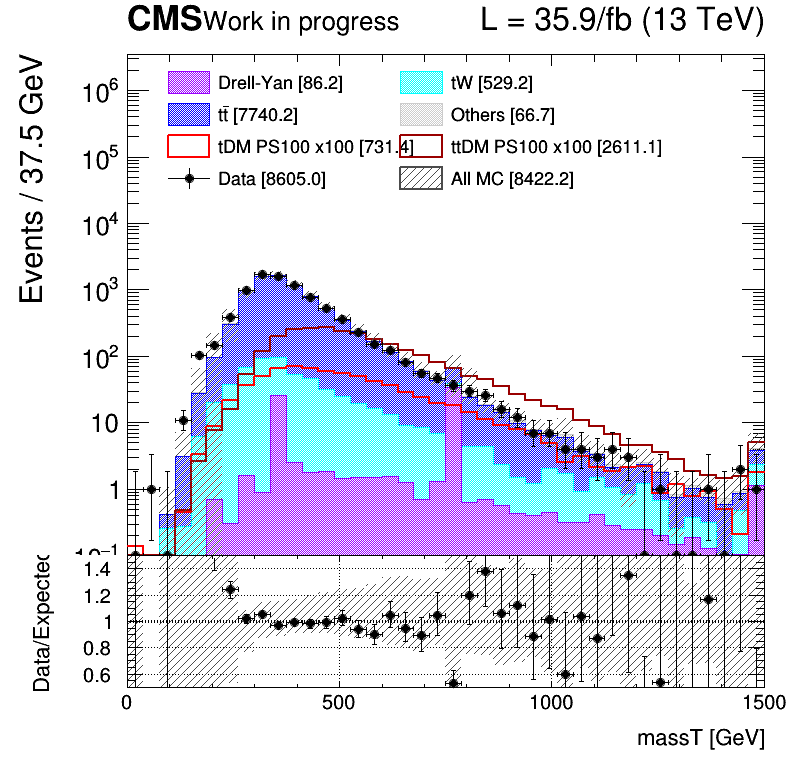 CMS Work in progress L = 35.9/fb (13 TeV)
Events / 37.5 GeV
Drell-Yan [86.2] tW [529.2]
tt̄ [7740.2] Others [66.7]
tDM PS100 x100 [731.4] ttDM PS100 x100 [2611.1]
Data [8605.0] All MC [8422.2]
10⁶
10⁵
10⁴
10³
10²
10
1
10⁻¹
Data/Expected
1.4
1.2
1
0.8
0.6
0 500 1000 1500
massT [GeV]